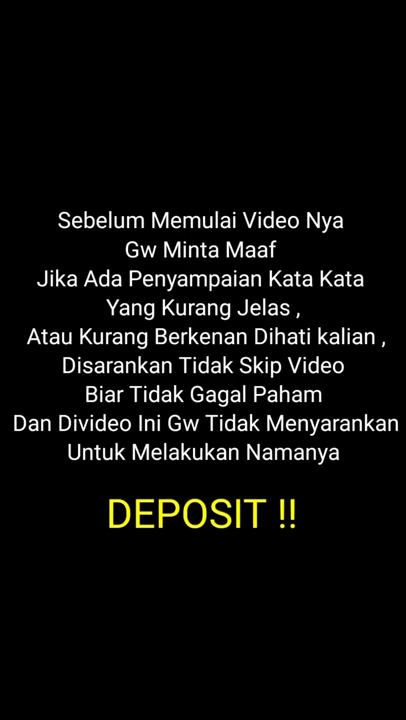 Sebelum Memulai Video Nya
Gw Minta Maaf
Jika Ada Penyampaian Kata Kata
Yang Kurang Jelas ,
Atau Kurang Berkenan Dihati kalian ,
Disarankan Tidak Skip Video
Biar Tidak Gagal Paham
Dan Divideo Ini Gw Tidak Menyarankan
Untuk Melakukan Namanya
DEPOSIT !!